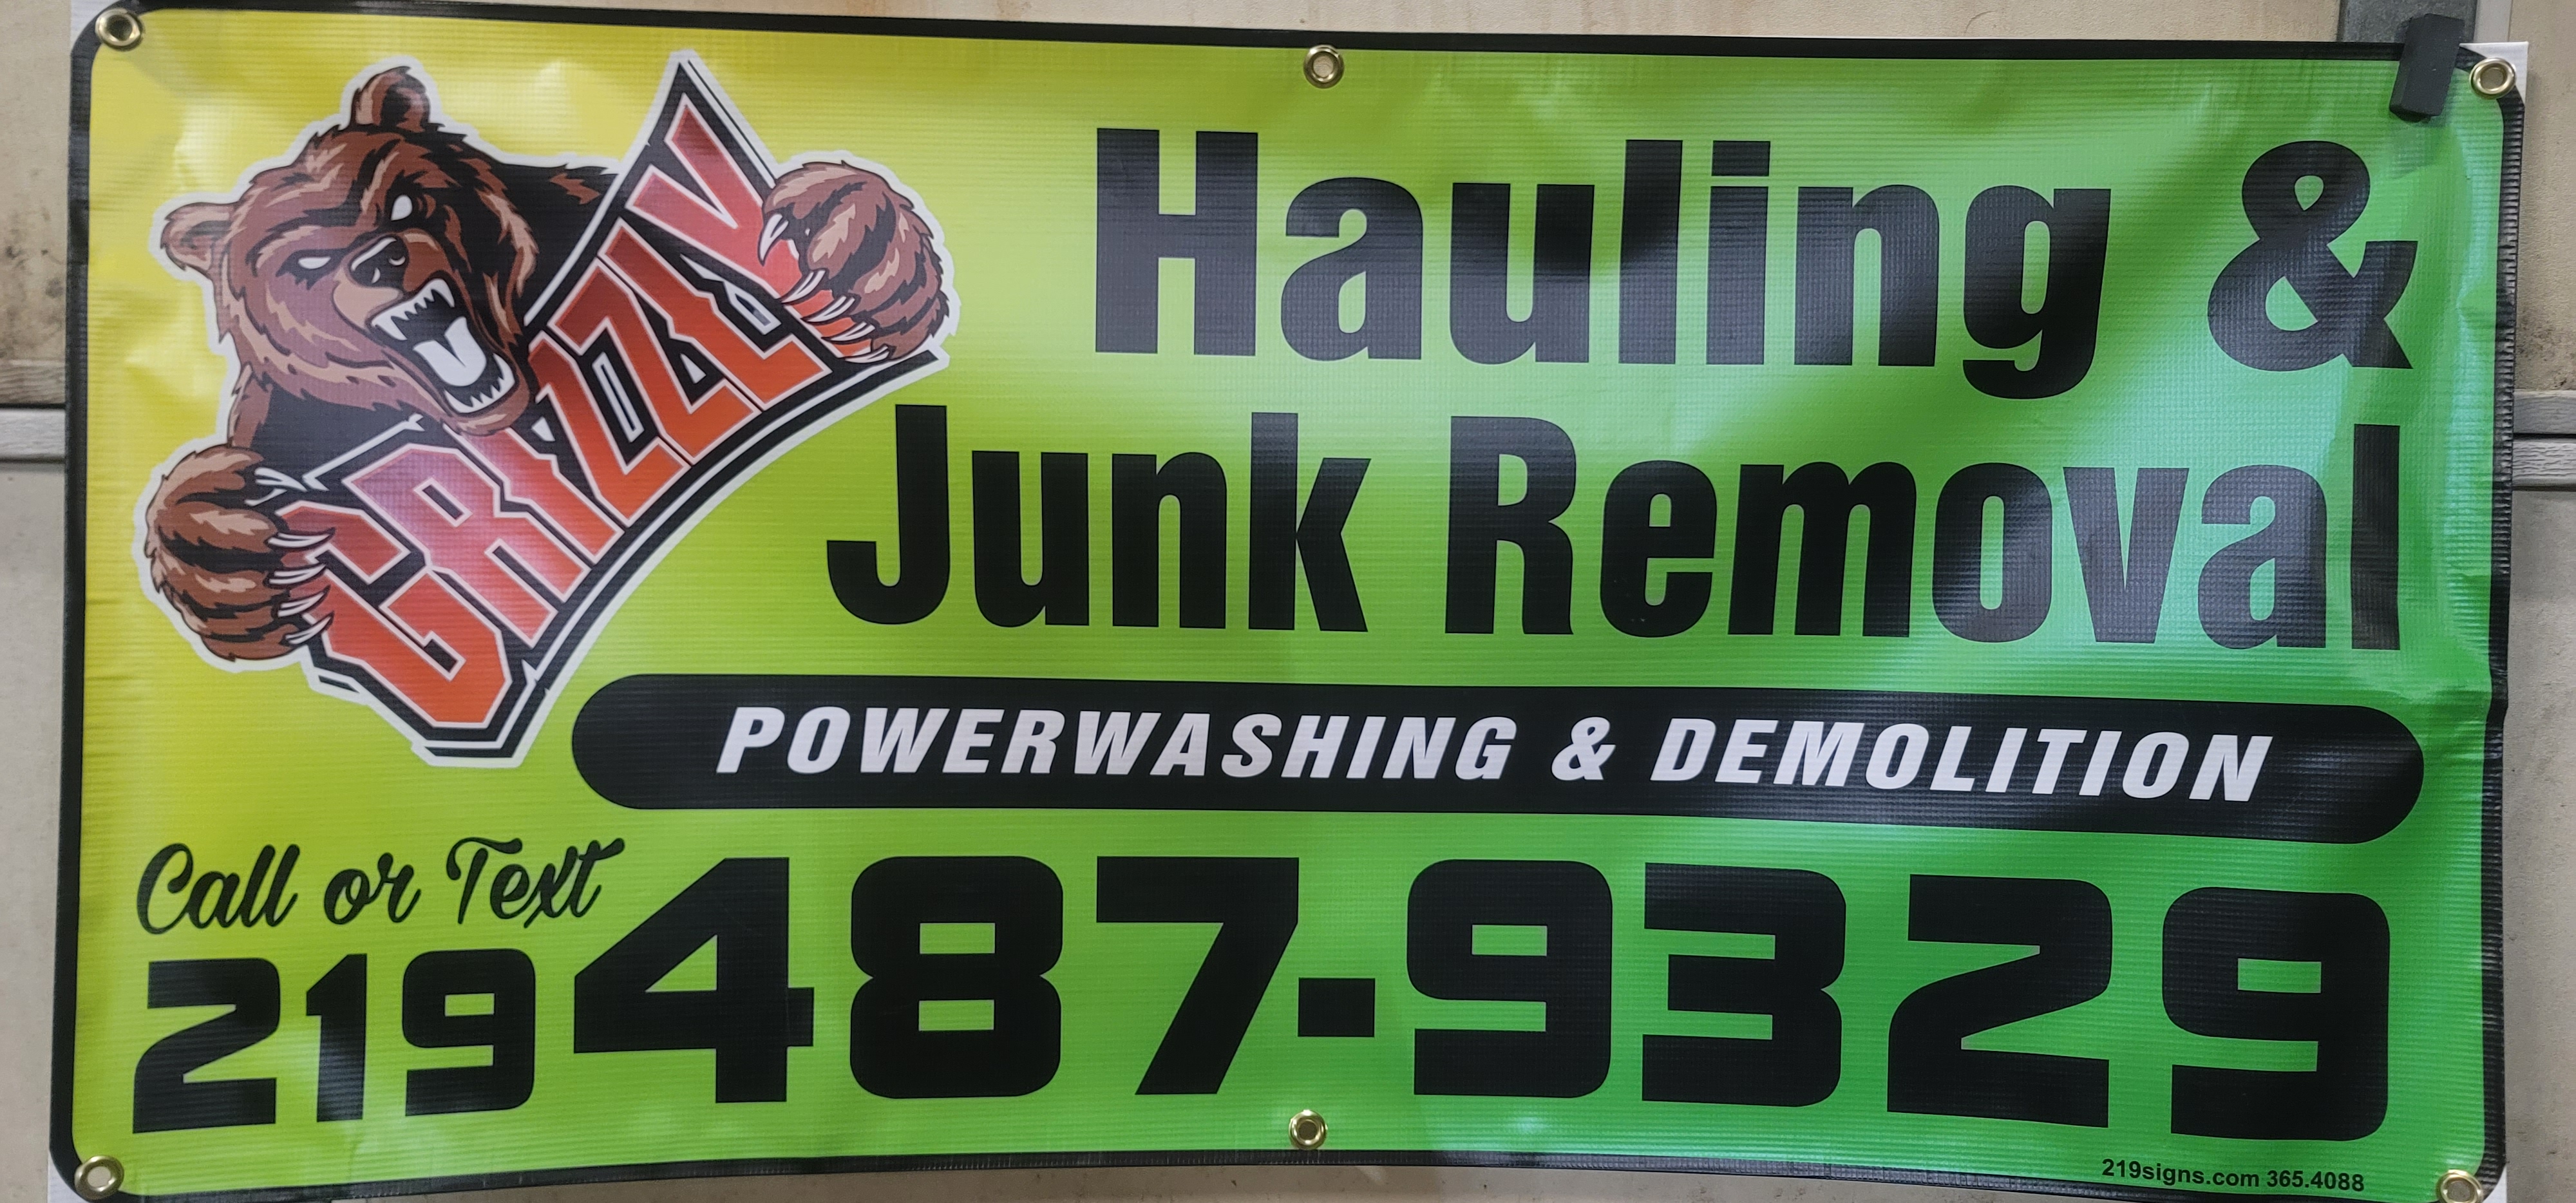 GRIZZLY
Hauling &
Junk Removal
POWERWASHING & DEMOLITION
Call or Text
219 487-9329
219signs.com 365.4088